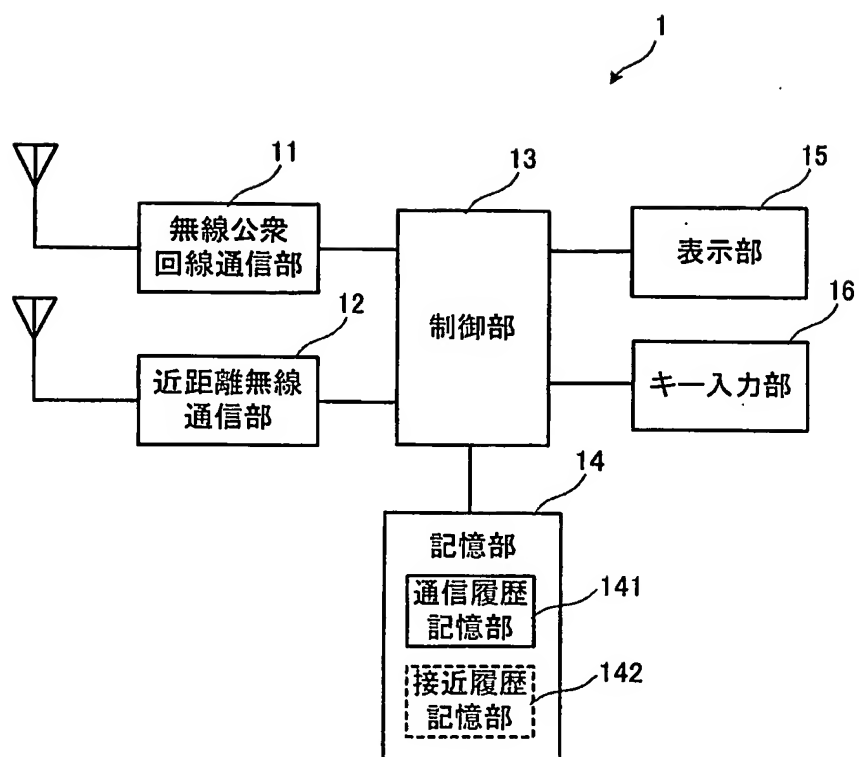 1
11
無線公衆
回線通信部
12
近距離無線
通信部
13
制御部
15
表示部
16
キー入力部
14
記憶部
通信履歴
記憶部
141
接近履歴
記憶部
142